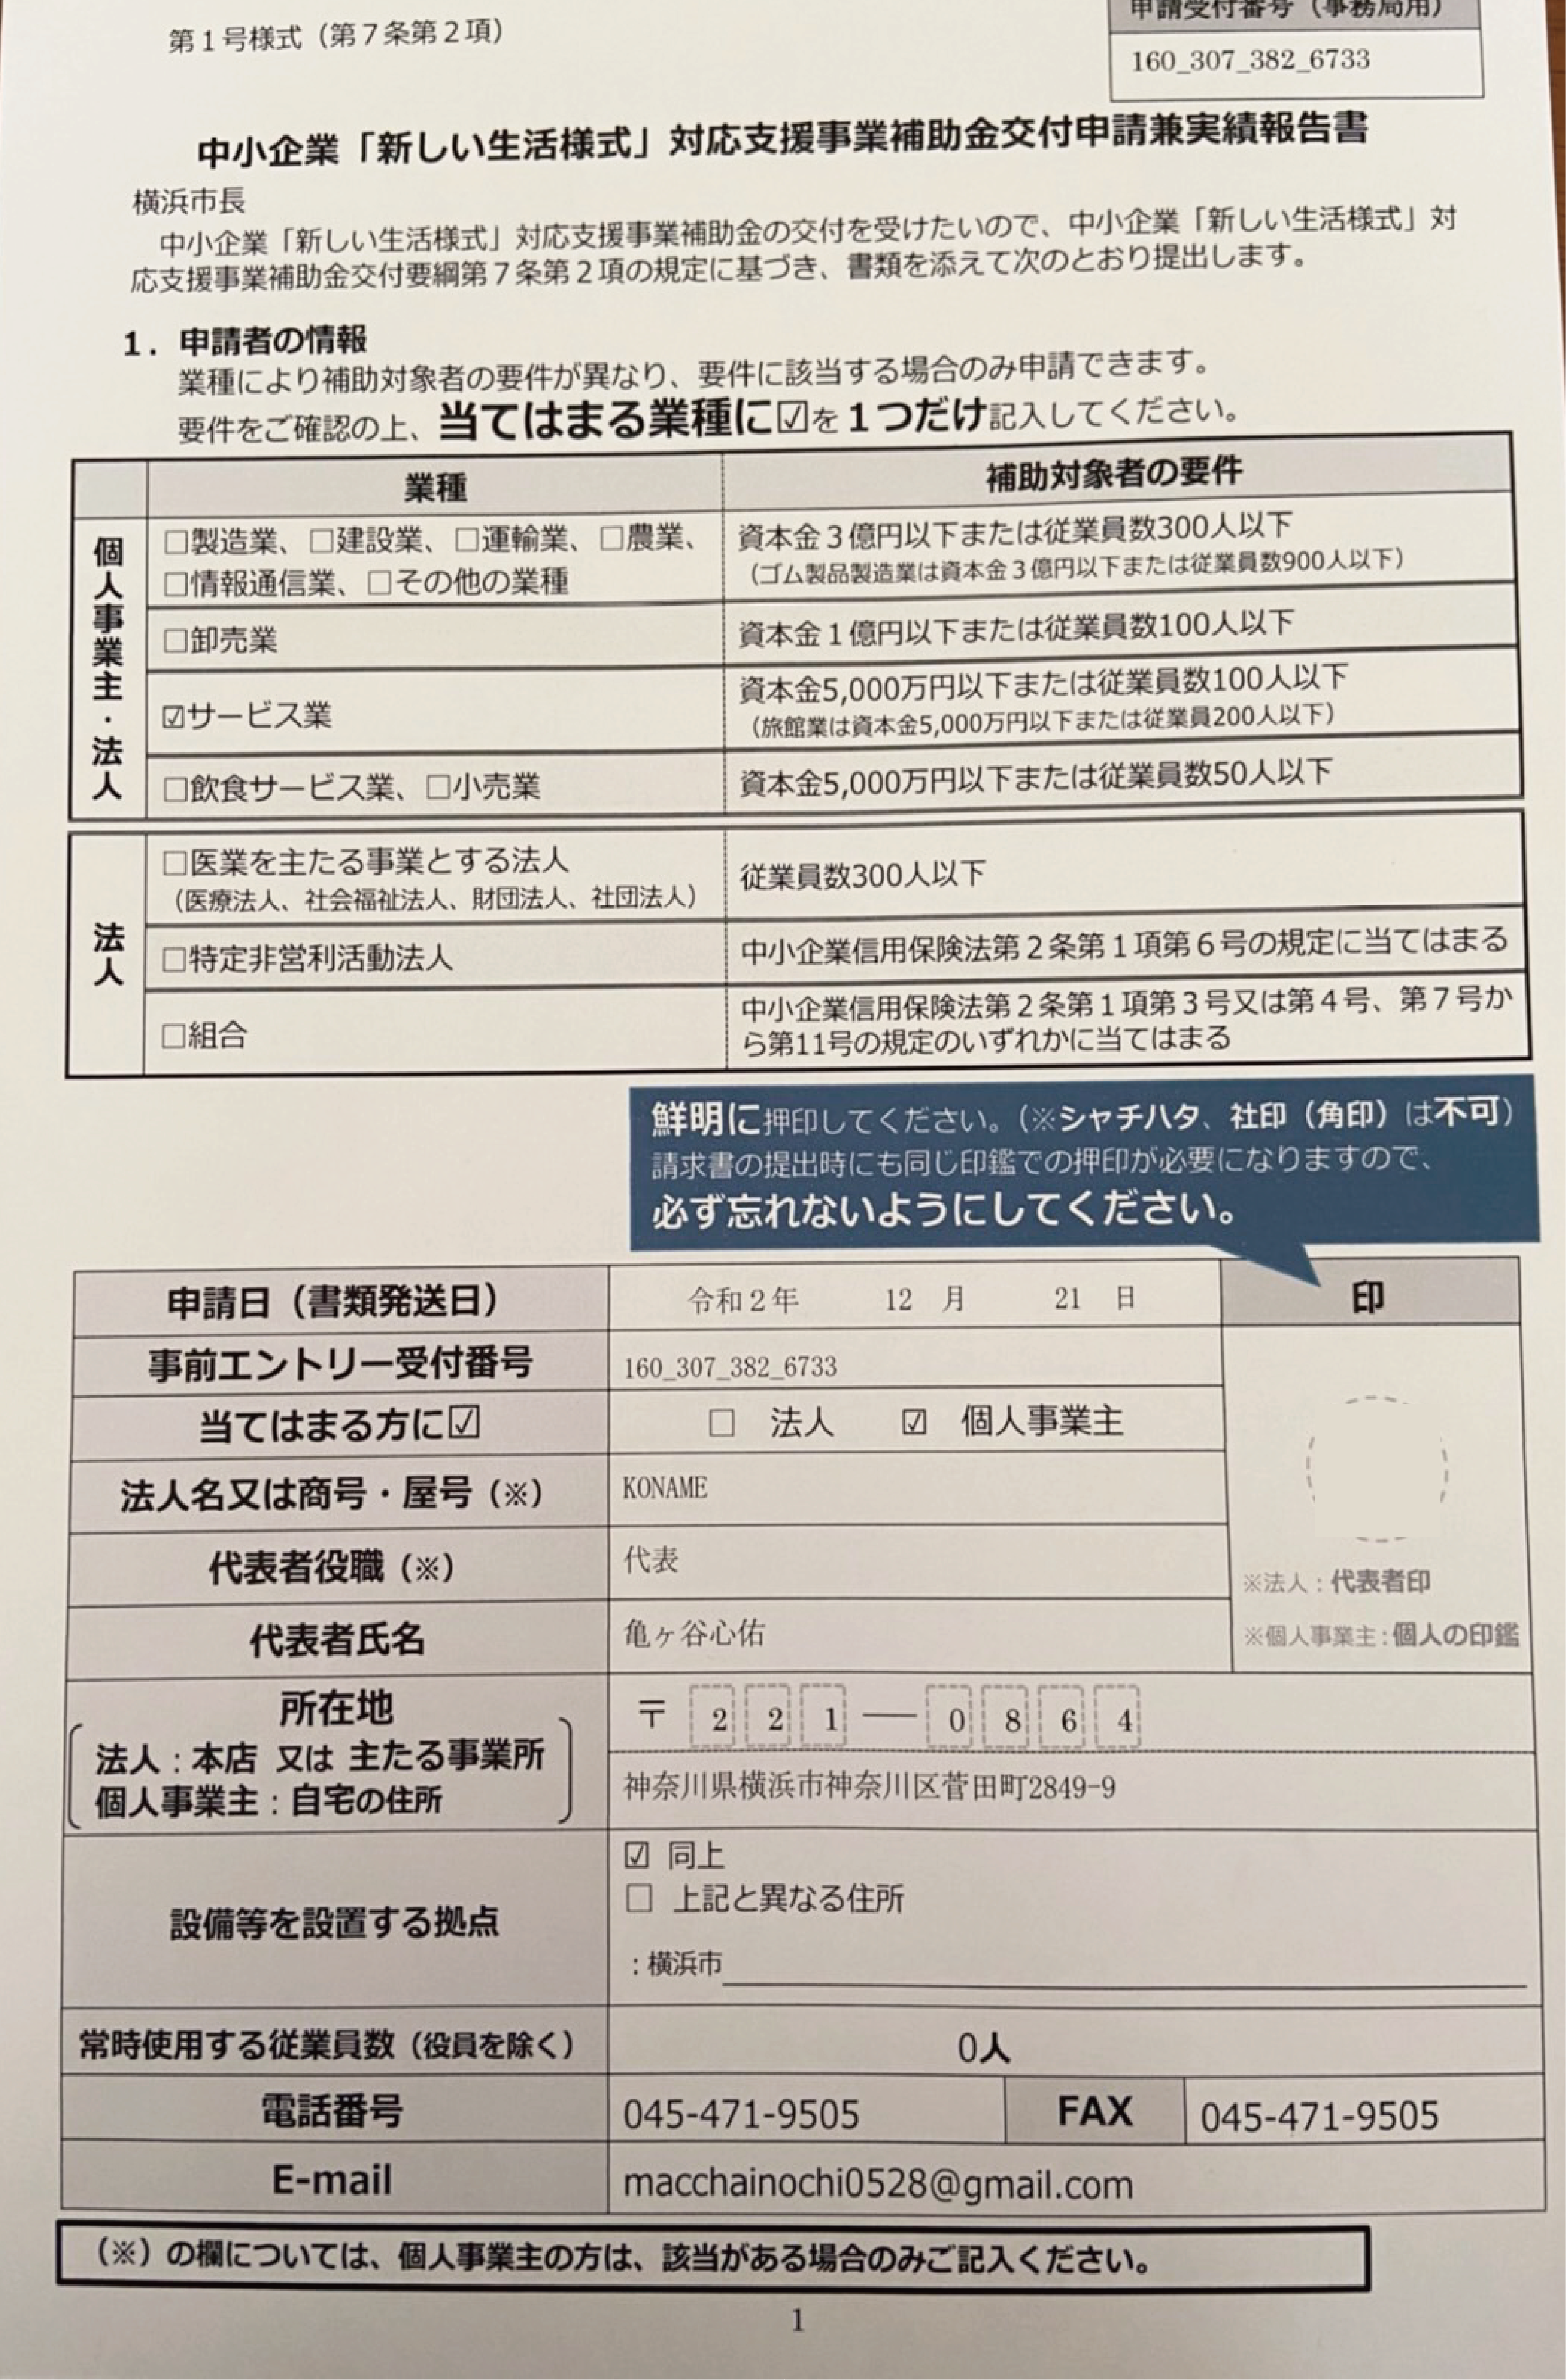 第１号様式（第７条第２項）
申請受付番号（事務局用）
160_307_382_6733
中小企業「新しい生活様式」対応支援事業補助金交付申請兼実績報告書
横浜市長
中小企業「新しい生活様式」対応支援事業補助金の交付を受けたいので、中小企業「新しい生活様式」対
応支援事業補助金交付要綱第７条第２項の規定に基づき、書類を添えて次のとおり提出します。
１．申請者の情報
業種により補助対象者の要件が異なり、要件に該当する場合のみ申請できます。
要件をご確認の上、当てはまる業種に☑を１つだけ記入してください。
業種
補助対象者の要件
個人事業主・法人
□製造業、□建設業、□運輸業、□農業、
□情報通信業、□その他の業種
資本金３億円以下または従業員数300人以下
（ゴム製品製造業は資本金３億円以下または従業員数900人以下）
□卸売業
資本金１億円以下または従業員数100人以下
☑サービス業
資本金5,000万円以下または従業員数100人以下
（旅館業は資本金5,000万円以下または従業員200人以下）
□飲食サービス業、□小売業
資本金5,000万円以下または従業員数50人以下
法人
□医業を主たる事業とする法人
（医療法人、社会福祉法人、財団法人、社団法人）
従業員数300人以下
□特定非営利活動法人
中小企業信用保険法第２条第１項第６号の規定に当てはまる
□組合
中小企業信用保険法第２条第１項第３号又は第４号、第７号か
ら第11号の規定のいずれかに当てはまる
鮮明に押印してください。（※シャチハタ、社印（角印）は不可）
請求書の提出時にも同じ印鑑での押印が必要になりますので、
必ず忘れないようにしてください。
申請日（書類発送日）
令和２年 12 月 21 日
印
事前エントリー受付番号
160_307_382_6733
当てはまる方に☑
□ 法人 ☑ 個人事業主
法人名又は商号・屋号（※）
KONAME
代表者役職（※）
代表
※法人：代表者印
代表者氏名
亀ヶ谷心佑
※個人事業主：個人の印鑑
所在地
法人：本店 又は 主たる事業所
個人事業主：自宅の住所
〒 221―0864
神奈川県横浜市神奈川区菅田町2849-9
設備等を設置する拠点
☑ 同上
□ 上記と異なる住所
：横浜市
常時使用する従業員数（役員を除く）
0人
電話番号
045-471-9505
FAX
045-471-9505
E-mail
macchainochi0528@gmail.com
（※）の欄については、個人事業主の方は、該当がある場合のみご記入ください。
1